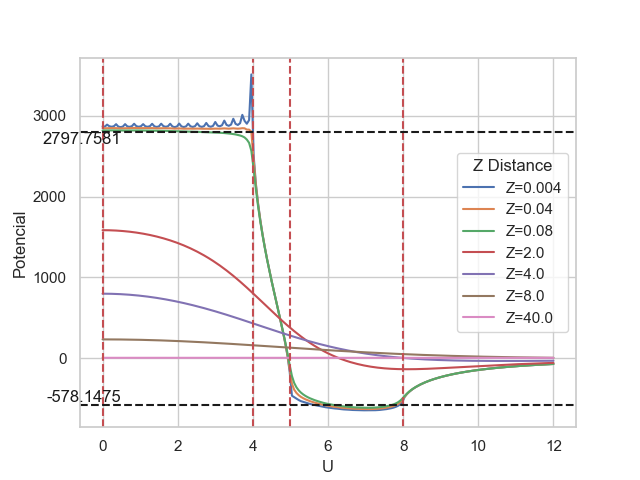 3000
2797.7581
2000
1000
0
-578.1475
Potencial
0
2
4
6
8
10
12
U
Z Distance
Z=0.004
Z=0.04
Z=0.08
Z=2.0
Z=4.0
Z=8.0
Z=40.0